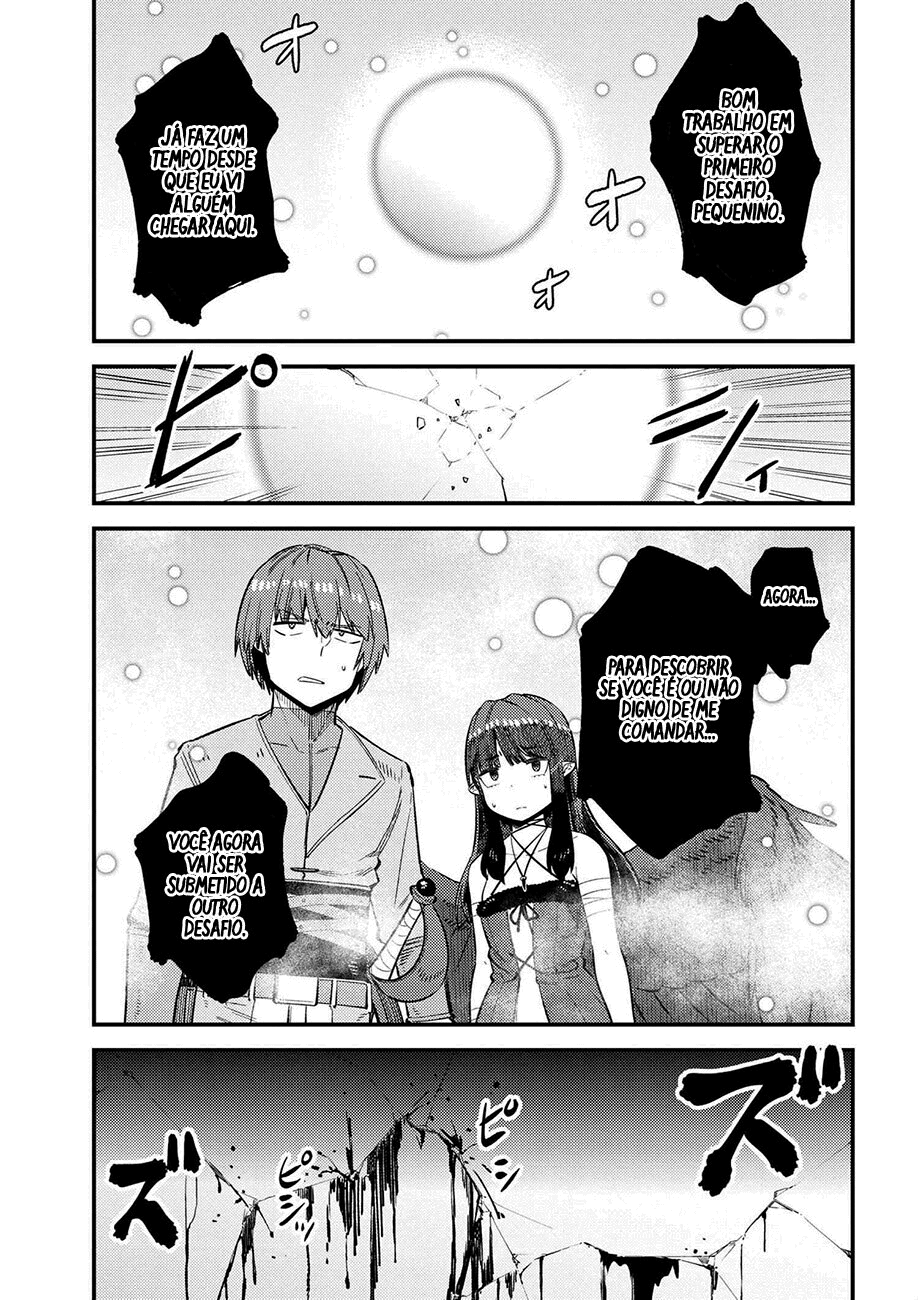 オ
BOM
TRABALHO EM
SUPERAR O
PRIMEIRO
DESAFIO,
PEQUENINO.
オ
オ
JÁ FAZ UM
TEMPO DESDE
QUE EU VI
ALGUÉM
CHEGAR AQUI.
ピシィ
AGORA...
PARA DESCOBRIR
SE VOCÊ É OU NÃO
DIGNO DE ME
COMANDAR...
VOCÊ AGORA
VAI SER
SUBMETIDO A
OUTRO
DESAFIO.
ズ
ピシ
ピシ
ズ